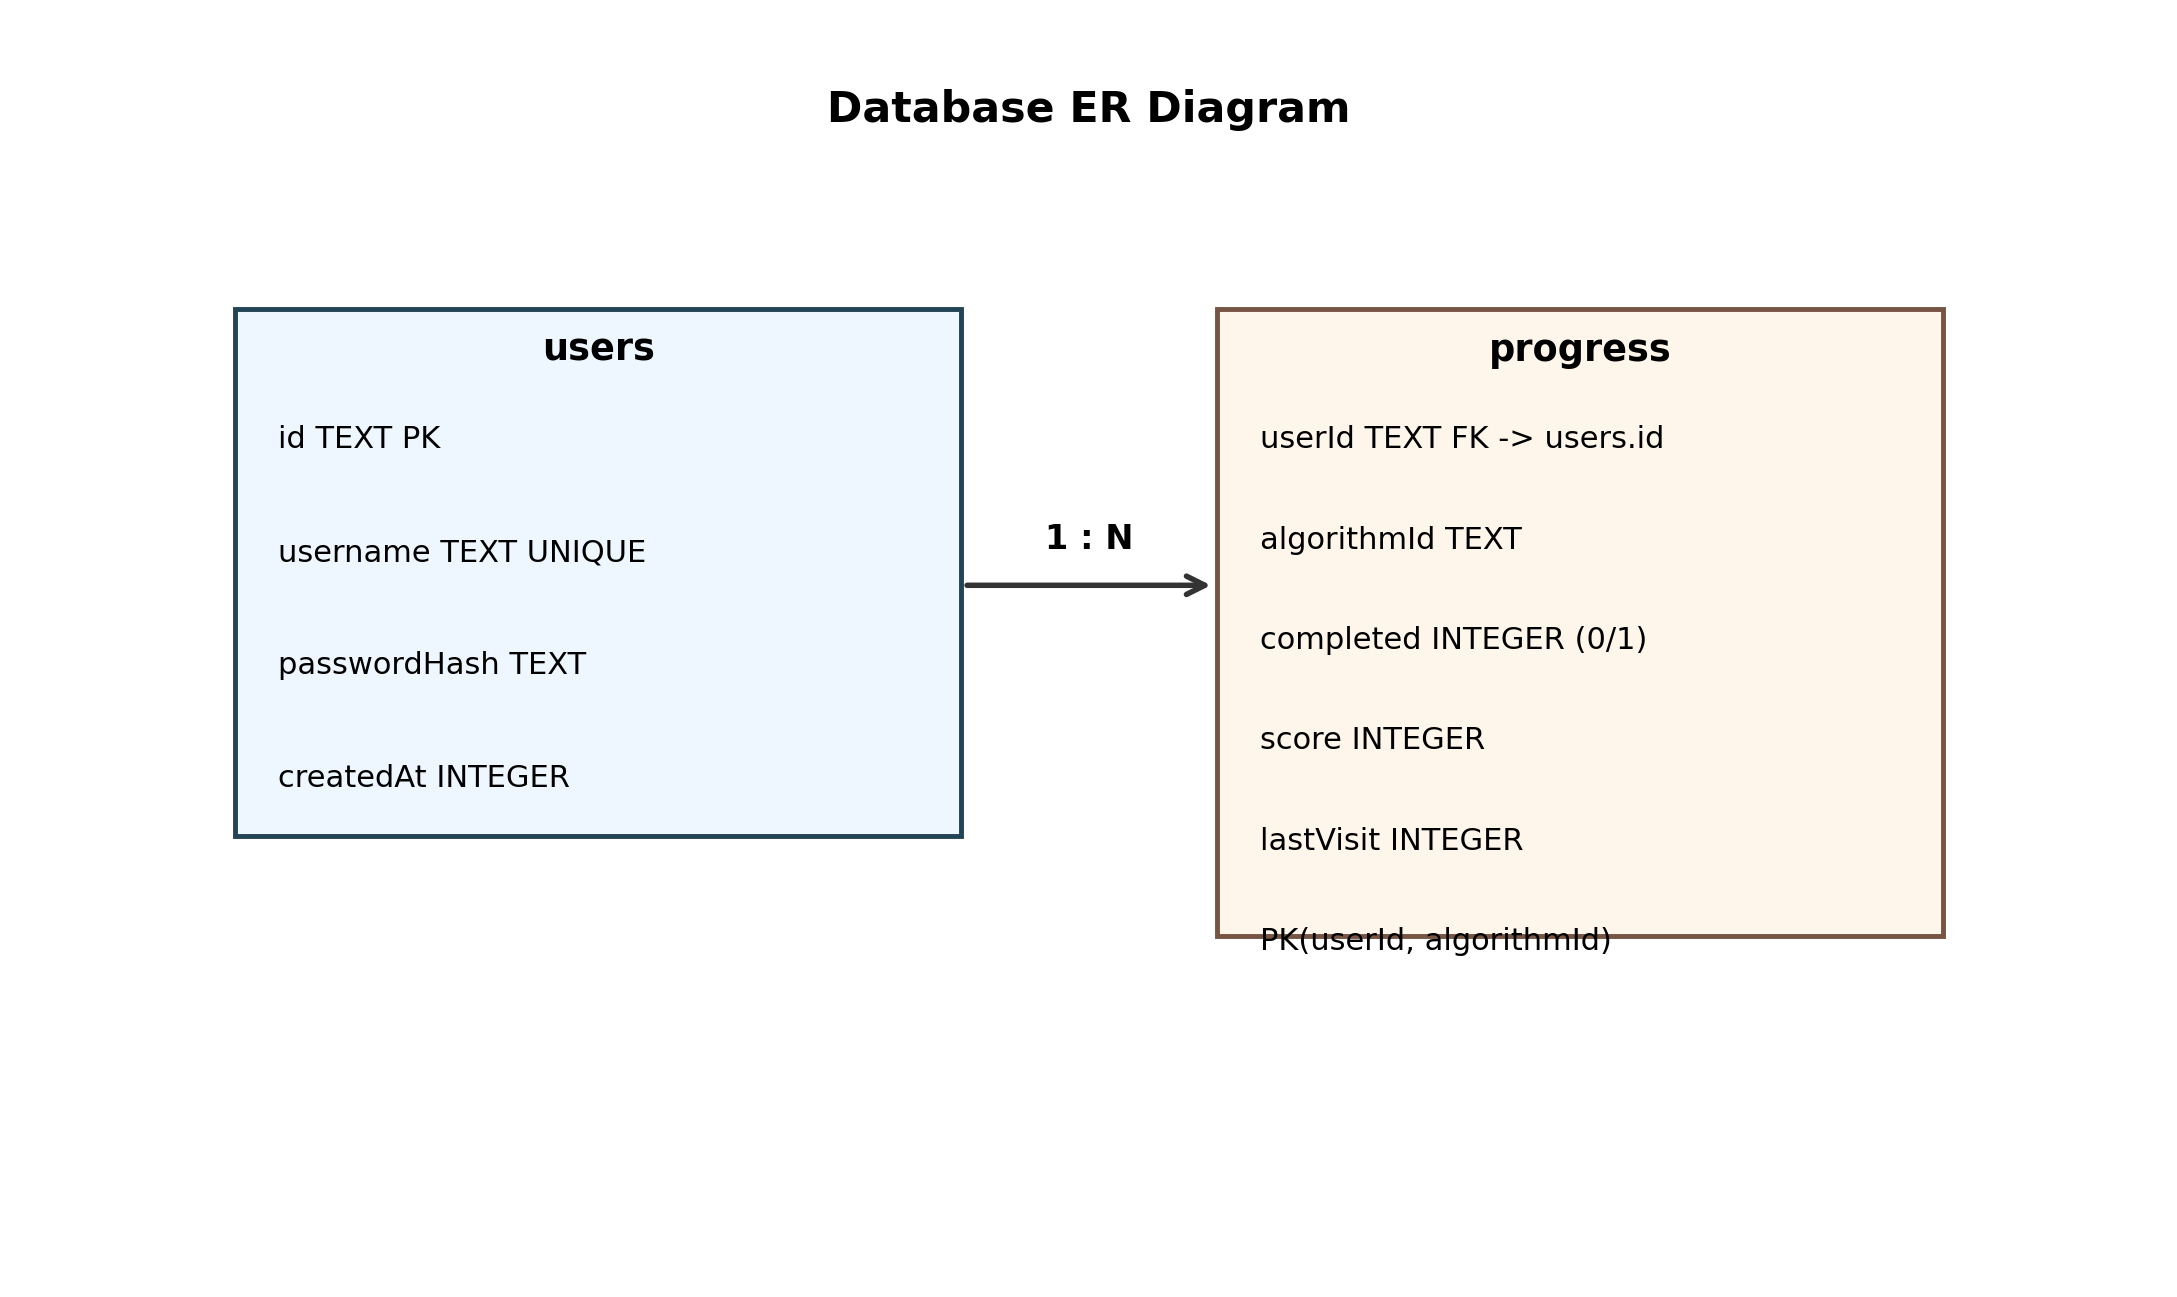 Database ER Diagram
users
id TEXT PK
username TEXT UNIQUE
passwordHash TEXT
createdAt INTEGER
1 : N
progress
userId TEXT FK -> users.id
algorithmId TEXT
completed INTEGER (0/1)
score INTEGER
lastVisit INTEGER
PK(userId, algorithmId)